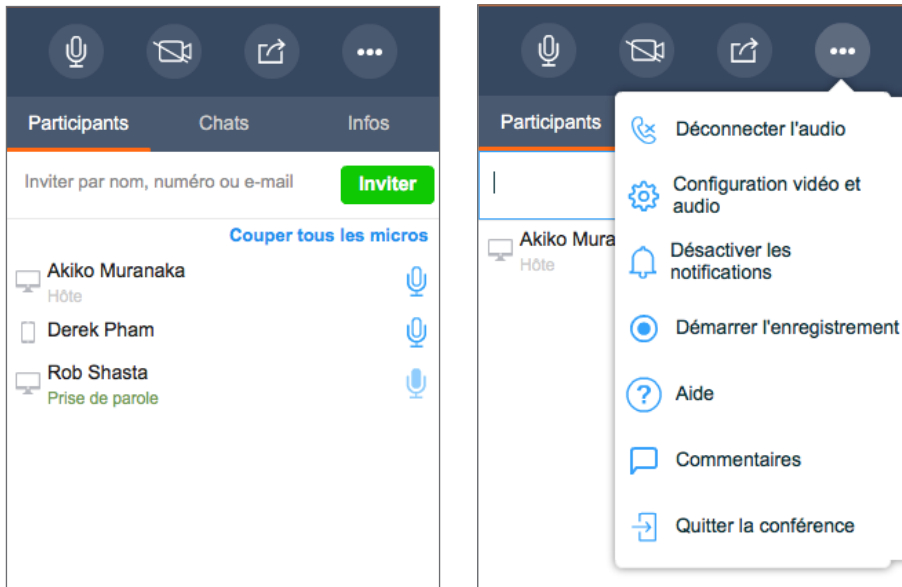 Participants
Chats
Infos
Inviter par nom, numéro ou e-mail
Inviter
Couper tous les micros
Akiko Muranaka
Hôte
Derek Pham
Rob Shasta
Prise de parole
Participants
Akiko Mura
Hôte
Déconnecter l'audio
Configuration vidéo et
audio
Désactiver les
notifications
Démarrer l'enregistrement
? Aide
Commentaires
Quitter la conférence